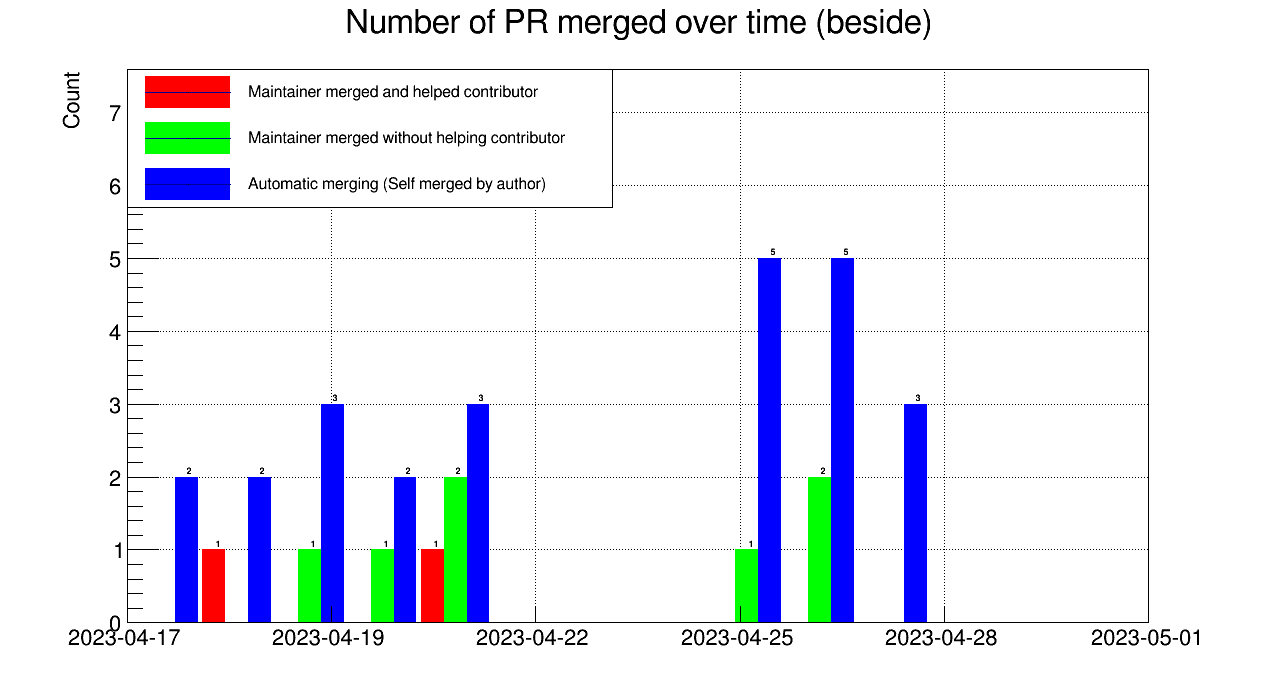 Number of PR merged over time (beside)
Count
Maintainer merged and helped contributor
Maintainer merged without helping contributor
Automatic merging (Self merged by author)
7
6
5
4
3
2
1
0
5 5
3 3 3
2 2 2 2 2
1 1 1 1 1
2023-04-17 2023-04-19 2023-04-22 2023-04-25 2023-04-28 2023-05-01